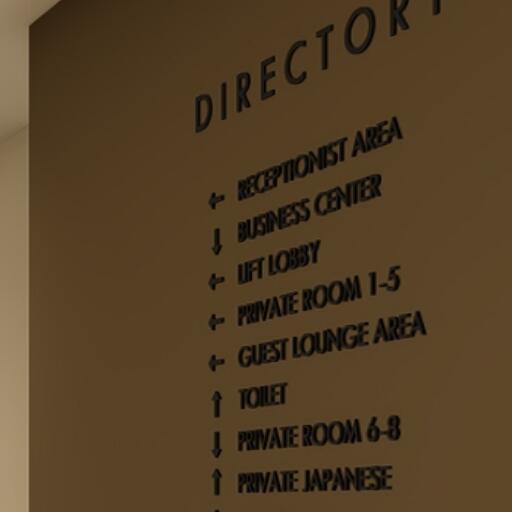 DIRECTORY
← RECEPTIONIST AREA
↓ BUSINESS CENTER
← LIFT LOBBY
← PRIVATE ROOM 1-5
← GUEST LOUNGE AREA
↑ TOILET
↓ PRIVATE ROOM 6-8
↑ PRIVATE JAPANESE